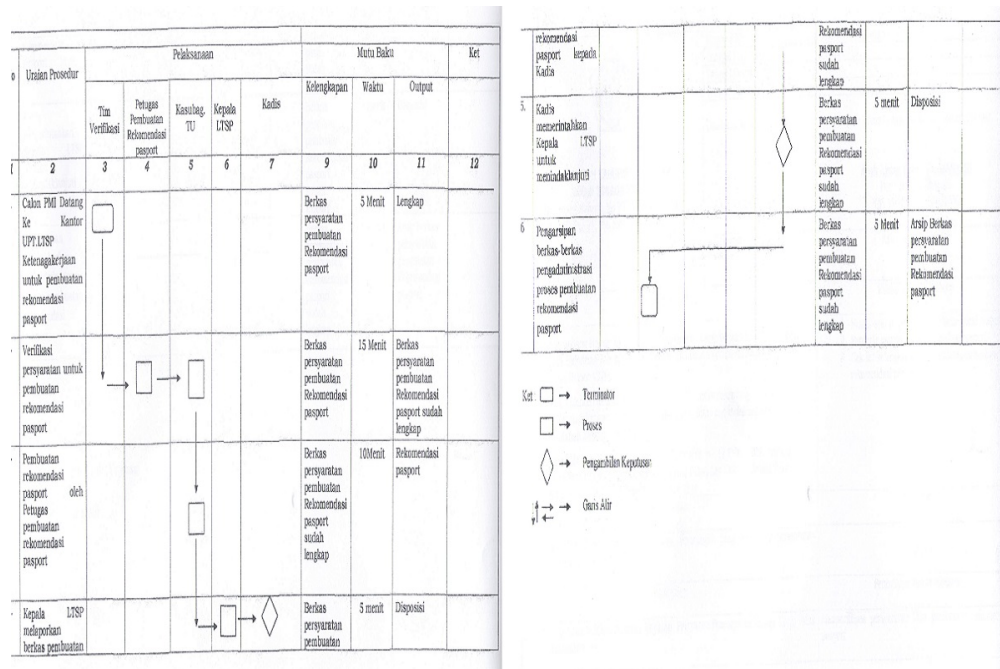 Pelaksanaan
Mutu Baku
Ket
Uraian Prosedur
Tim
Verifikasi
Petugas
Pembuatan
Rekomendasi
pasport
Kasubag.
TU
Kepala
LTSP
Kadis
Kelengkapan
Waktu
Output
2
3
4
5
6
7
9
10
11
12
Calon PMI Datang
Ke Kantor
UPT.LTSP
Ketenagakerjaan
untuk pembuatan
rekomendasi
pasport
Berkas
persyaratan
pembuatan
Rekomendasi
pasport
5 Menit
Lengkap
Verifikasi
persyaratan untuk
pembuatan
rekomendasi
pasport
Berkas
persyaratan
pembuatan
Rekomendasi
pasport
15 Menit
Berkas
persyaratan
pembuatan
Rekomendasi
pasport sudah
lengkap
Pembuatan
rekomendasi
pasport oleh
Petugas
pembuatan
rekomendasi
pasport
Berkas
persyaratan
pembuatan
Rekomendasi
pasport
sudah
lengkap
10Menit
Rekomendasi
pasport
Kepala LTSP
melaporkan
berkas pembuatan
Berkas
persyaratan
pembuatan
5 menit
Disposisi
rekomendasi
pasport kepada
Kadis
Rekomendasi
pasport
sudah
lengkap
5.
Kadis
memerintahkan
Kepala LTSP
untuk
menindaklanjuti
Berkas
persyaratan
pembuatan
Rekomendasi
pasport
sudah
lengkap
5 menit
Disposisi
6
Pengarsipan
berkas-berkas
pengadministrasi
proses pembuatan
rekomendasi
pasport
Berkas
persyaratan
pembuatan
Rekomendasi
pasport
sudah
lengkap
5 Menit
Arsip Berkas
persyaratan
pembuatan
Rekomendasi
pasport
Ket :
Terminator
Proses
Pengambilan Keputusan
Garis Alir